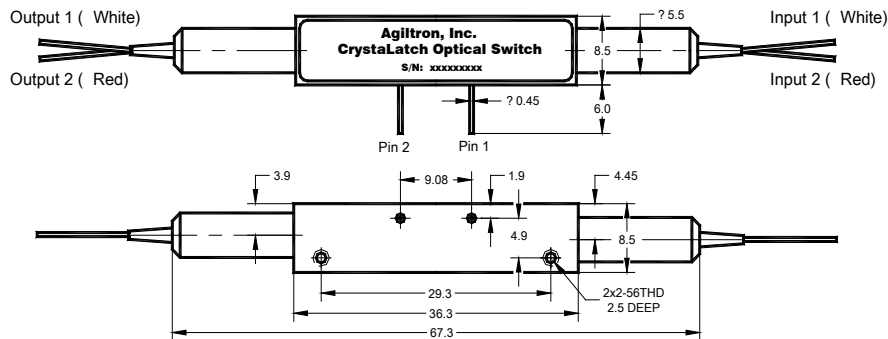 Output 1 ( White)
Agiltron, Inc.
CrystaLatch Optical Switch
S/N: xxxxxxxxx
? 5.5
Input 1 ( White)
8.5
Output 2 ( Red)
Input 2 ( Red)
? 0.45
6.0
Pin 2
Pin 1
3.9
9.08
1.9
4.45
4.9
8.5
29.3
2x2-56THD
2.5 DEEP
36.3
67.3